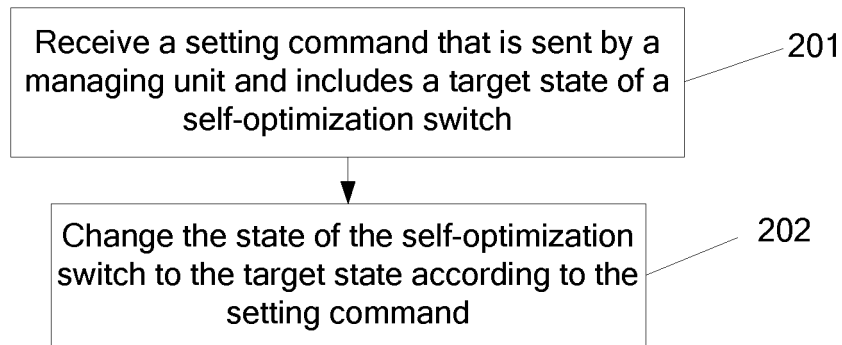 Receive a setting command that is sent by a
managing unit and includes a target state of a
self-optimization switch
201
Change the state of the self-optimization
switch to the target state according to the
setting command
202